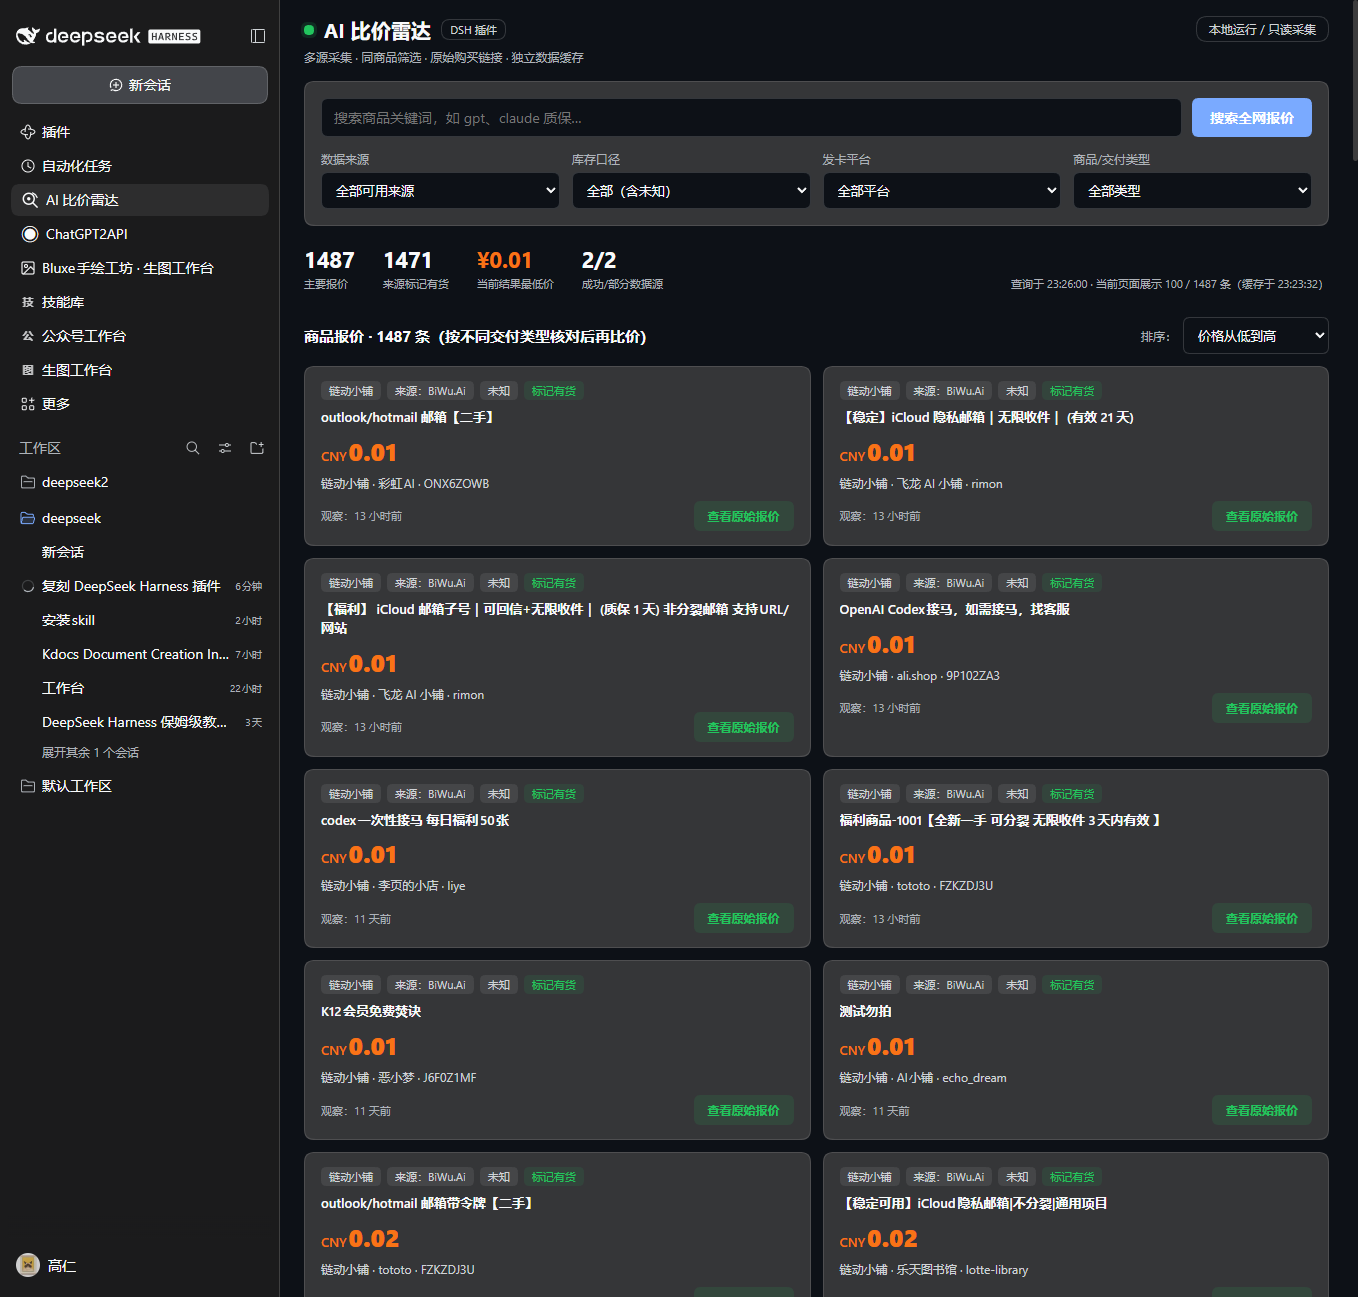 deepseek HARNESS
新会话
插件
自动化任务
AI 比价雷达
ChatGPT2API
Bluxe手绘工坊 · 生图工作台
技 技能库
公 公众号工作台
图 生图工作台
更多
工作区
deepseek2
deepseek
新会话
复刻 DeepSeek Harness 插件 6分钟
安装skill 2小时
Kdocs Document Creation In... 7小时
工作台 22小时
DeepSeek Harness 保姆级教... 3天
展开其余 1 个会话
默认工作区
高仁
AI 比价雷达 DSH 插件
本地运行 / 只读采集
多源采集 · 同商品筛选 · 原始购买链接 · 独立数据缓存
搜索商品关键词，如 gpt、claude 质保...
搜索全网报价
数据来源 库存口径 发卡平台 商品/交付类型
全部可用来源 全部（含未知） 全部平台 全部类型
1487 1471 ¥0.01 2/2
主要报价 来源标记有货 当前结果最低价 成功/部分数据源
查询于 23:26:00 · 当前页面展示 100 / 1487 条（缓存于 23:23:32）
商品报价 · 1487 条（按不同交付类型核对后再比价）
排序： 价格从低到高
链动小铺 来源：BiWu.Ai 未知 标记有货
outlook/hotmail 邮箱【二手】
CNY 0.01
链动小铺 · 彩虹AI · ONX6ZOWB
观察：13 小时前 查看原始报价
链动小铺 来源：BiWu.Ai 未知 标记有货
【稳定】iCloud 隐私邮箱 | 无限收件 |（有效 21 天）
CNY 0.01
链动小铺 · 飞龙 AI 小铺 · rimon
观察：13 小时前 查看原始报价
链动小铺 来源：BiWu.Ai 未知 标记有货
【福利】 iCloud 邮箱子号 | 可回信+无限收件 |（质保 1 天）非分裂邮箱 支持URL/
网站
CNY 0.01
链动小铺 · 飞龙 AI 小铺 · rimon
观察：13 小时前 查看原始报价
链动小铺 来源：BiWu.Ai 未知 标记有货
OpenAI Codex接马，如需接马，找客服
CNY 0.01
链动小铺 · ali.shop · 9P102ZA3
观察：13 小时前 查看原始报价
链动小铺 来源：BiWu.Ai 未知 标记有货
codex一次性接马 每日福利50张
CNY 0.01
链动小铺 · 李页的小店 · liye
观察：11 天前 查看原始报价
链动小铺 来源：BiWu.Ai 未知 标记有货
福利商品-1001【全新一手 可分裂 无限收件 3天内有效 】
CNY 0.01
链动小铺 · tototo · FZKZDJ3U
观察：13 小时前 查看原始报价
链动小铺 来源：BiWu.Ai 未知 标记有货
K12会员免费焚诀
CNY 0.01
链动小铺 · 恶小梦 · J6F0Z1MF
观察：11 天前 查看原始报价
链动小铺 来源：BiWu.Ai 未知 标记有货
测试勿拍
CNY 0.01
链动小铺 · AI小铺 · echo_dream
观察：11 天前 查看原始报价
链动小铺 来源：BiWu.Ai 未知 标记有货
outlook/hotmail 邮箱带令牌【二手】
CNY 0.02
链动小铺 · tototo · FZKZDJ3U
链动小铺 来源：BiWu.Ai 未知 标记有货
【稳定可用】iCloud隐私邮箱|不分裂|通用项目
CNY 0.02
链动小铺 · 乐天图书馆 · lotte-library